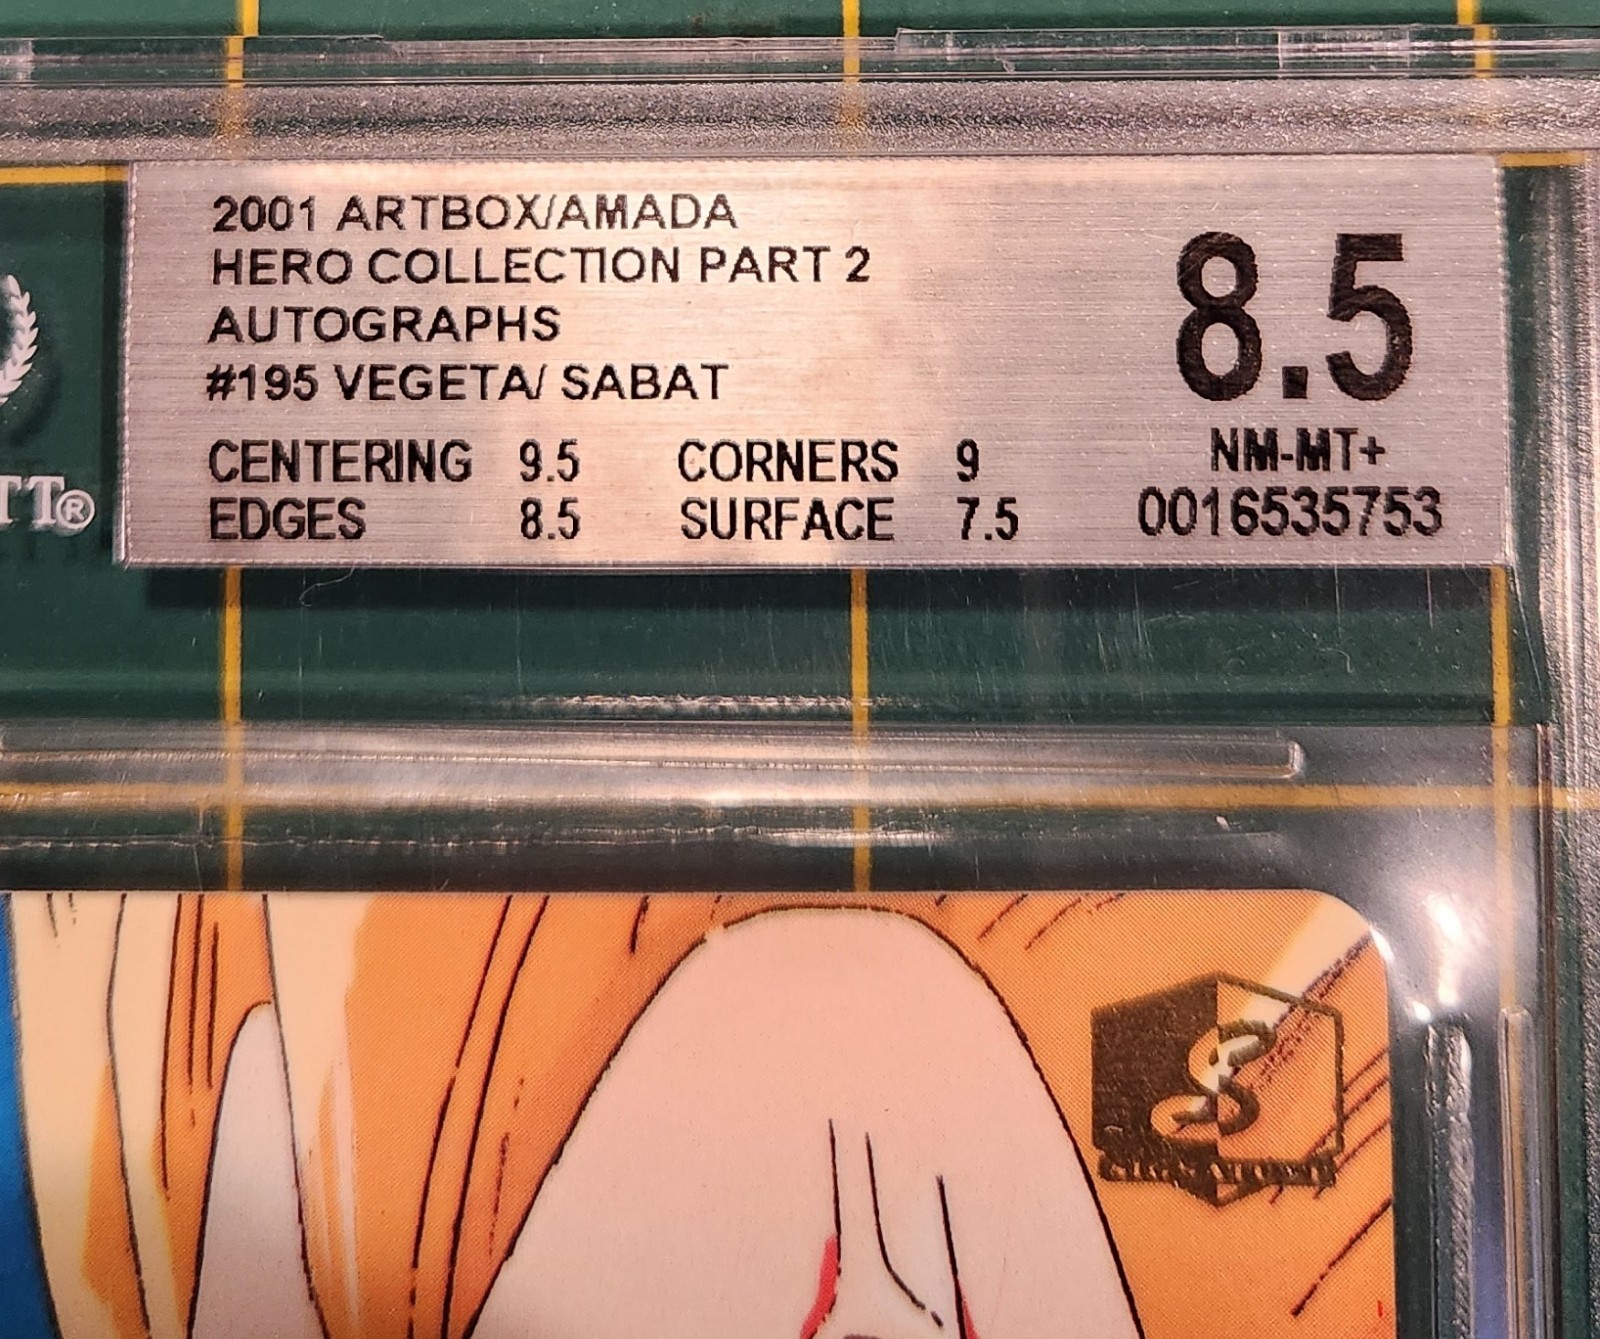 2001 ARTBOX/AMADA
HERO COLLECTION PART 2
AUTOGRAPHS
#195 VEGETA/ SABAT
CENTERING 9.5 CORNERS 9
EDGES 8.5 SURFACE 7.5
8.5
NM-MT+
0016535753
TT®
S